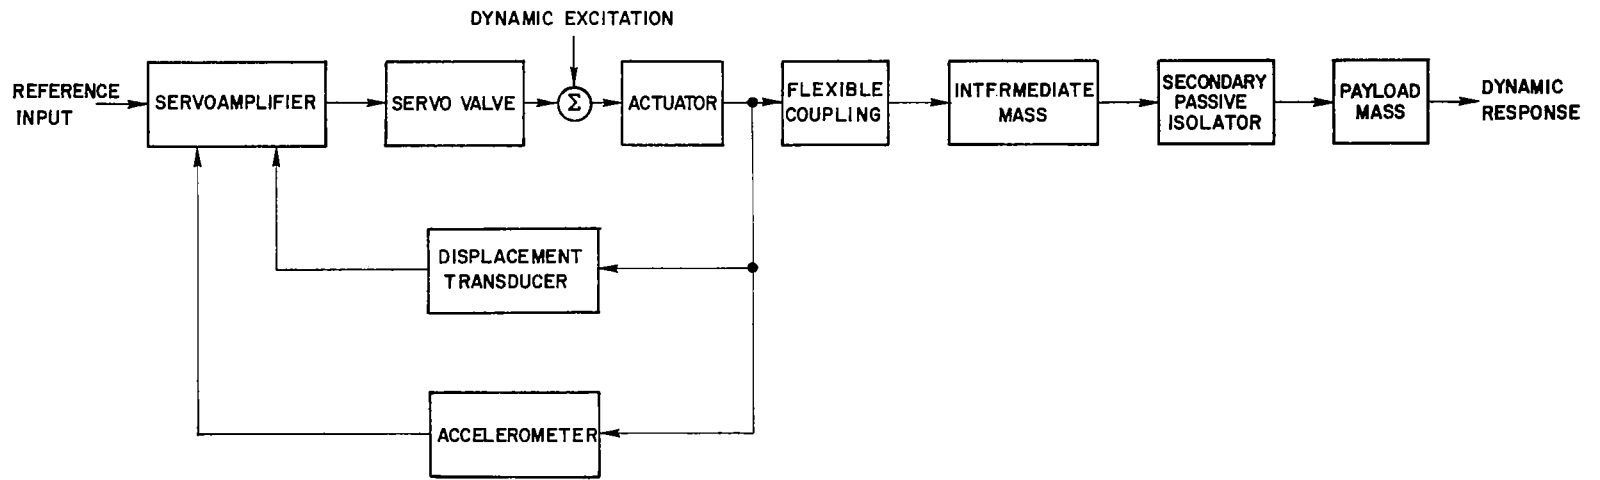 DYNAMIC EXCITATION
REFERENCE
INPUT
SERVOAMPLIFIER
SERVO VALVE
Σ
ACTUATOR
FLEXIBLE
COUPLING
INTERMEDIATE
MASS
SECONDARY
PASSIVE
ISOLATOR
PAYLOAD
MASS
DYNAMIC
RESPONSE
DISPLACEMENT
TRANSDUCER
ACCELEROMETER